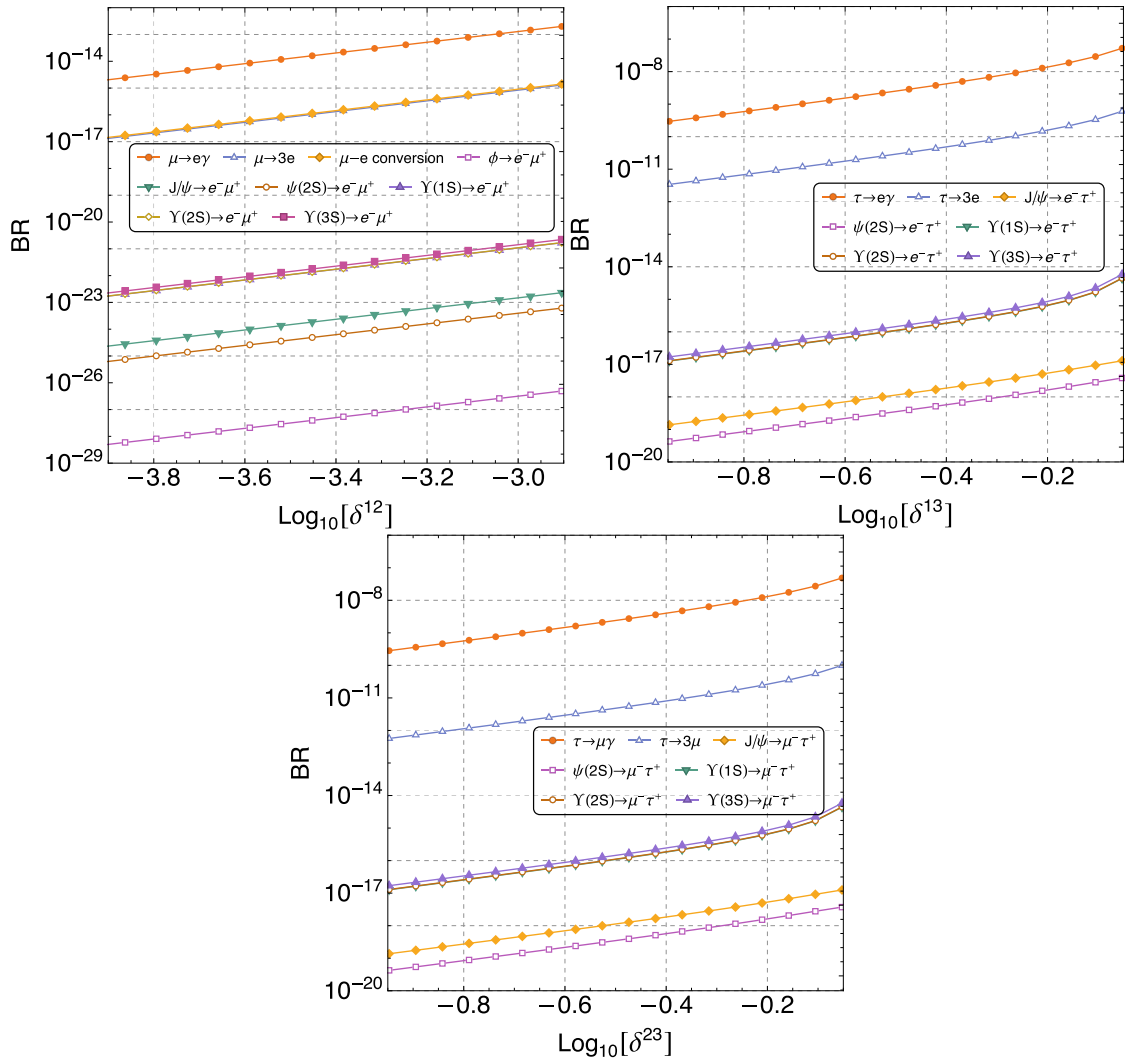 10⁻¹⁴
10⁻¹⁷
10⁻²⁰
10⁻²³
10⁻²⁶
10⁻²⁹
BR
μ→eγ μ→3e μ−e conversion ϕ→e⁻μ⁺
J/ψ→e⁻μ⁺ ψ(2S)→e⁻μ⁺ Υ(1S)→e⁻μ⁺
Υ(2S)→e⁻μ⁺ Υ(3S)→e⁻μ⁺
−3.8 −3.6 −3.4 −3.2 −3.0
Log₁₀[δ¹²]
10⁻⁸
10⁻¹¹
10⁻¹⁴
10⁻¹⁷
10⁻²⁰
BR
τ→eγ τ→3e J/ψ→e⁻τ⁺
ψ(2S)→e⁻τ⁺ Υ(1S)→e⁻τ⁺
Υ(2S)→e⁻τ⁺ Υ(3S)→e⁻τ⁺
−0.8 −0.6 −0.4 −0.2
Log₁₀[δ¹³]
10⁻⁸
10⁻¹¹
10⁻¹⁴
10⁻¹⁷
10⁻²⁰
BR
τ→μγ τ→3μ J/ψ→μ⁻τ⁺
ψ(2S)→μ⁻τ⁺ Υ(1S)→μ⁻τ⁺
Υ(2S)→μ⁻τ⁺ Υ(3S)→μ⁻τ⁺
−0.8 −0.6 −0.4 −0.2
Log₁₀[δ²³]